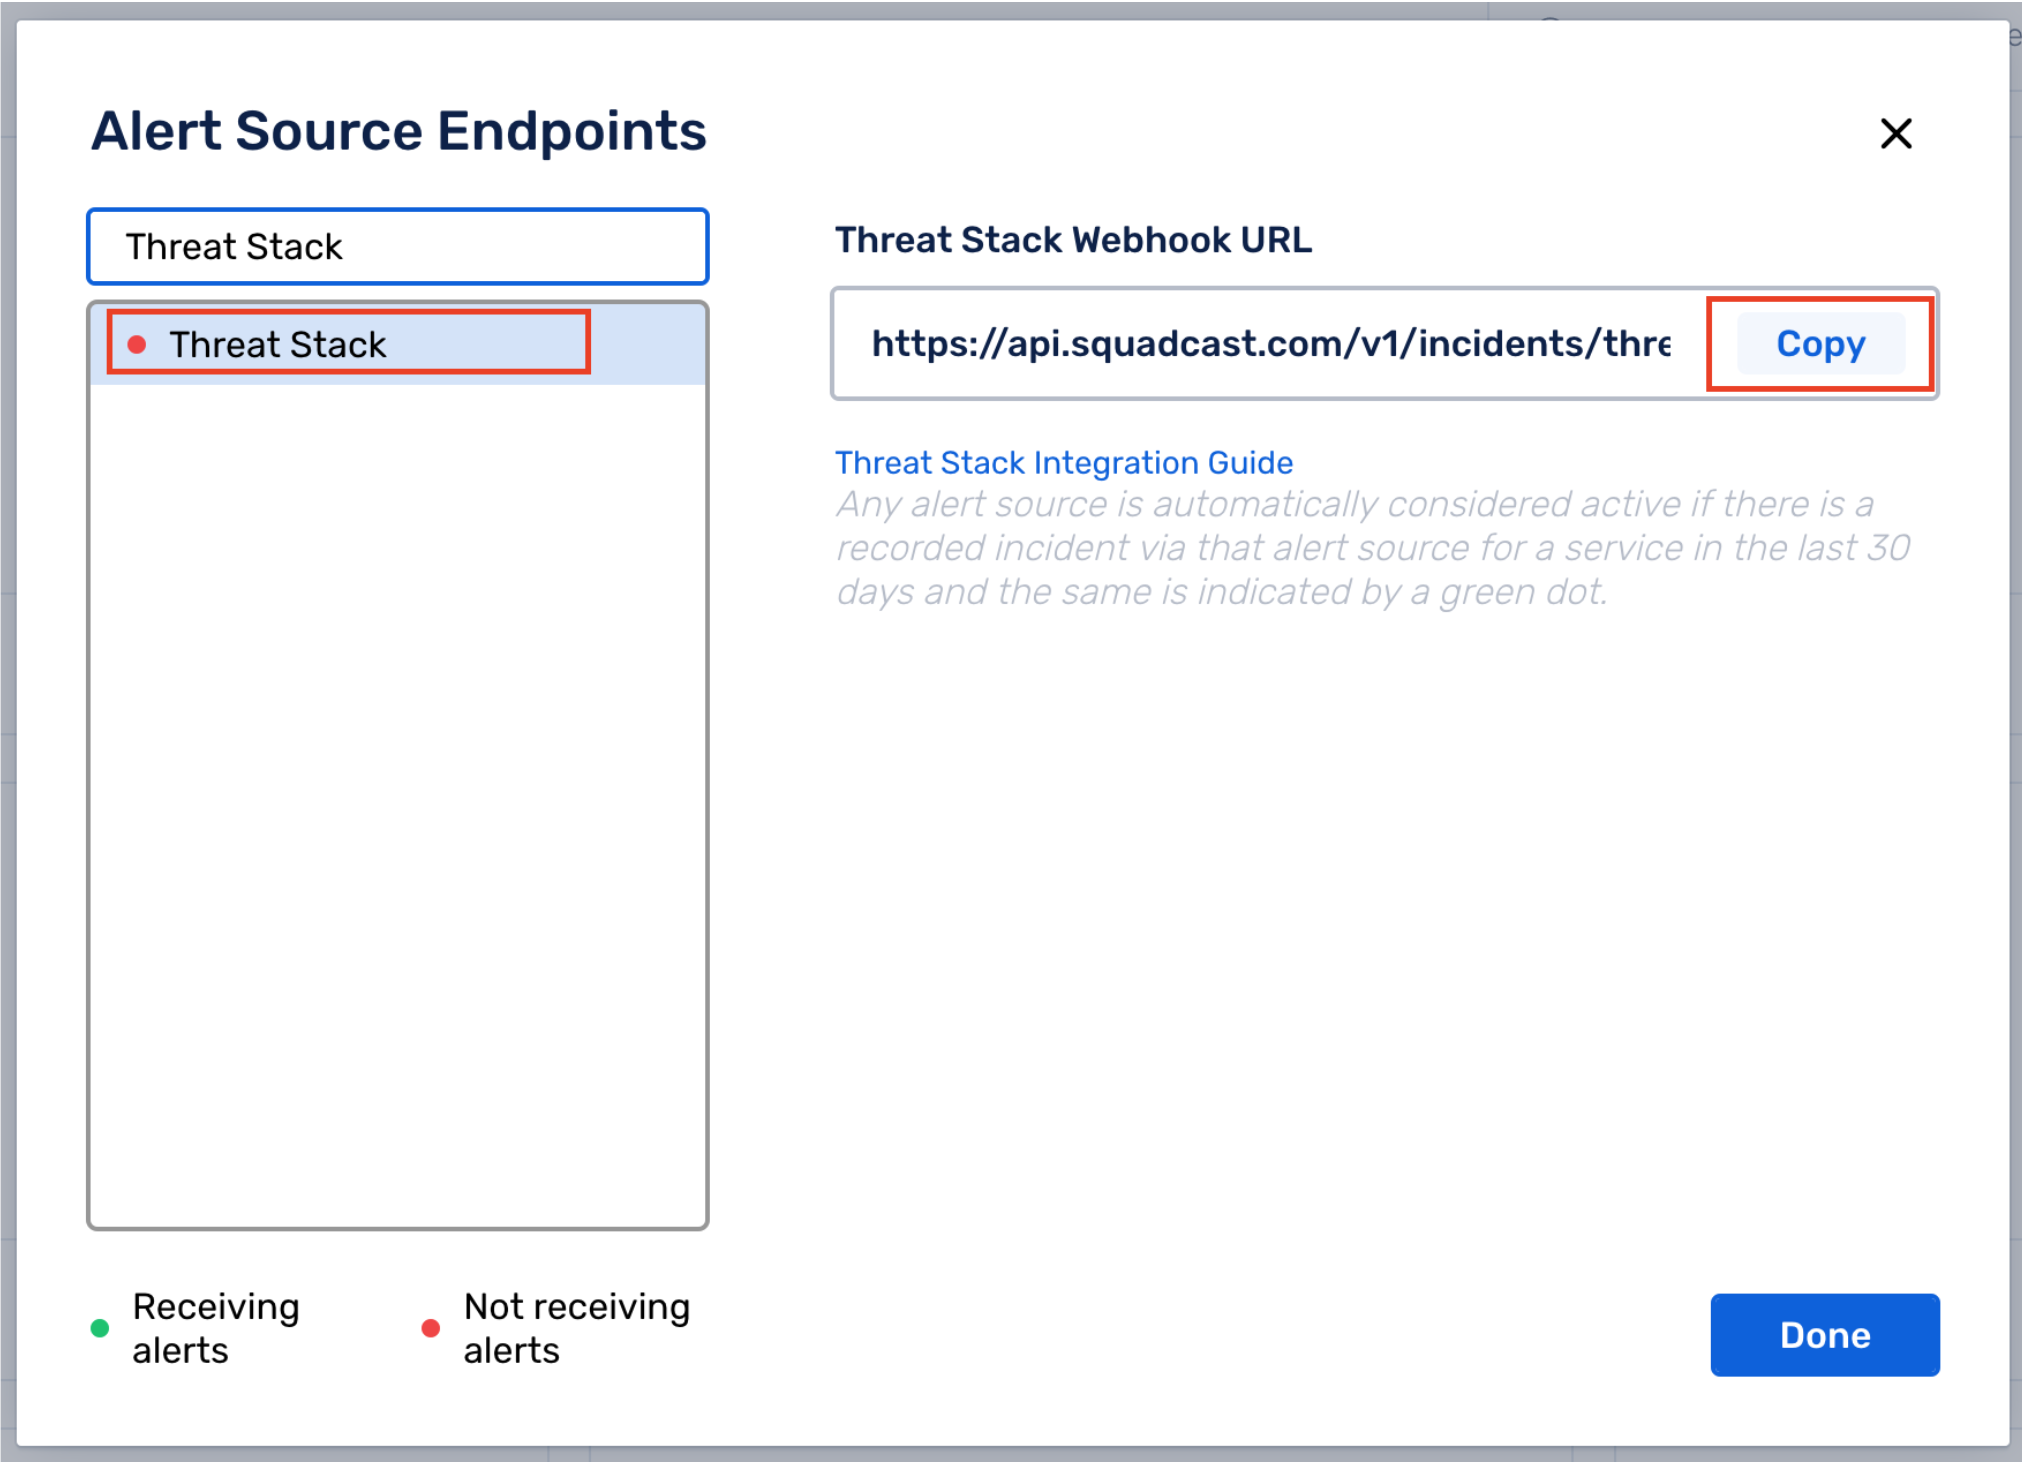 Alert Source Endpoints
Threat Stack
Threat Stack
Receiving
alerts
Not receiving
alerts
Threat Stack Webhook URL
https://api.squadcast.com/v1/incidents/thre
Copy
Threat Stack Integration Guide
Any alert source is automatically considered active if there is a
recorded incident via that alert source for a service in the last 30
days and the same is indicated by a green dot.
Done